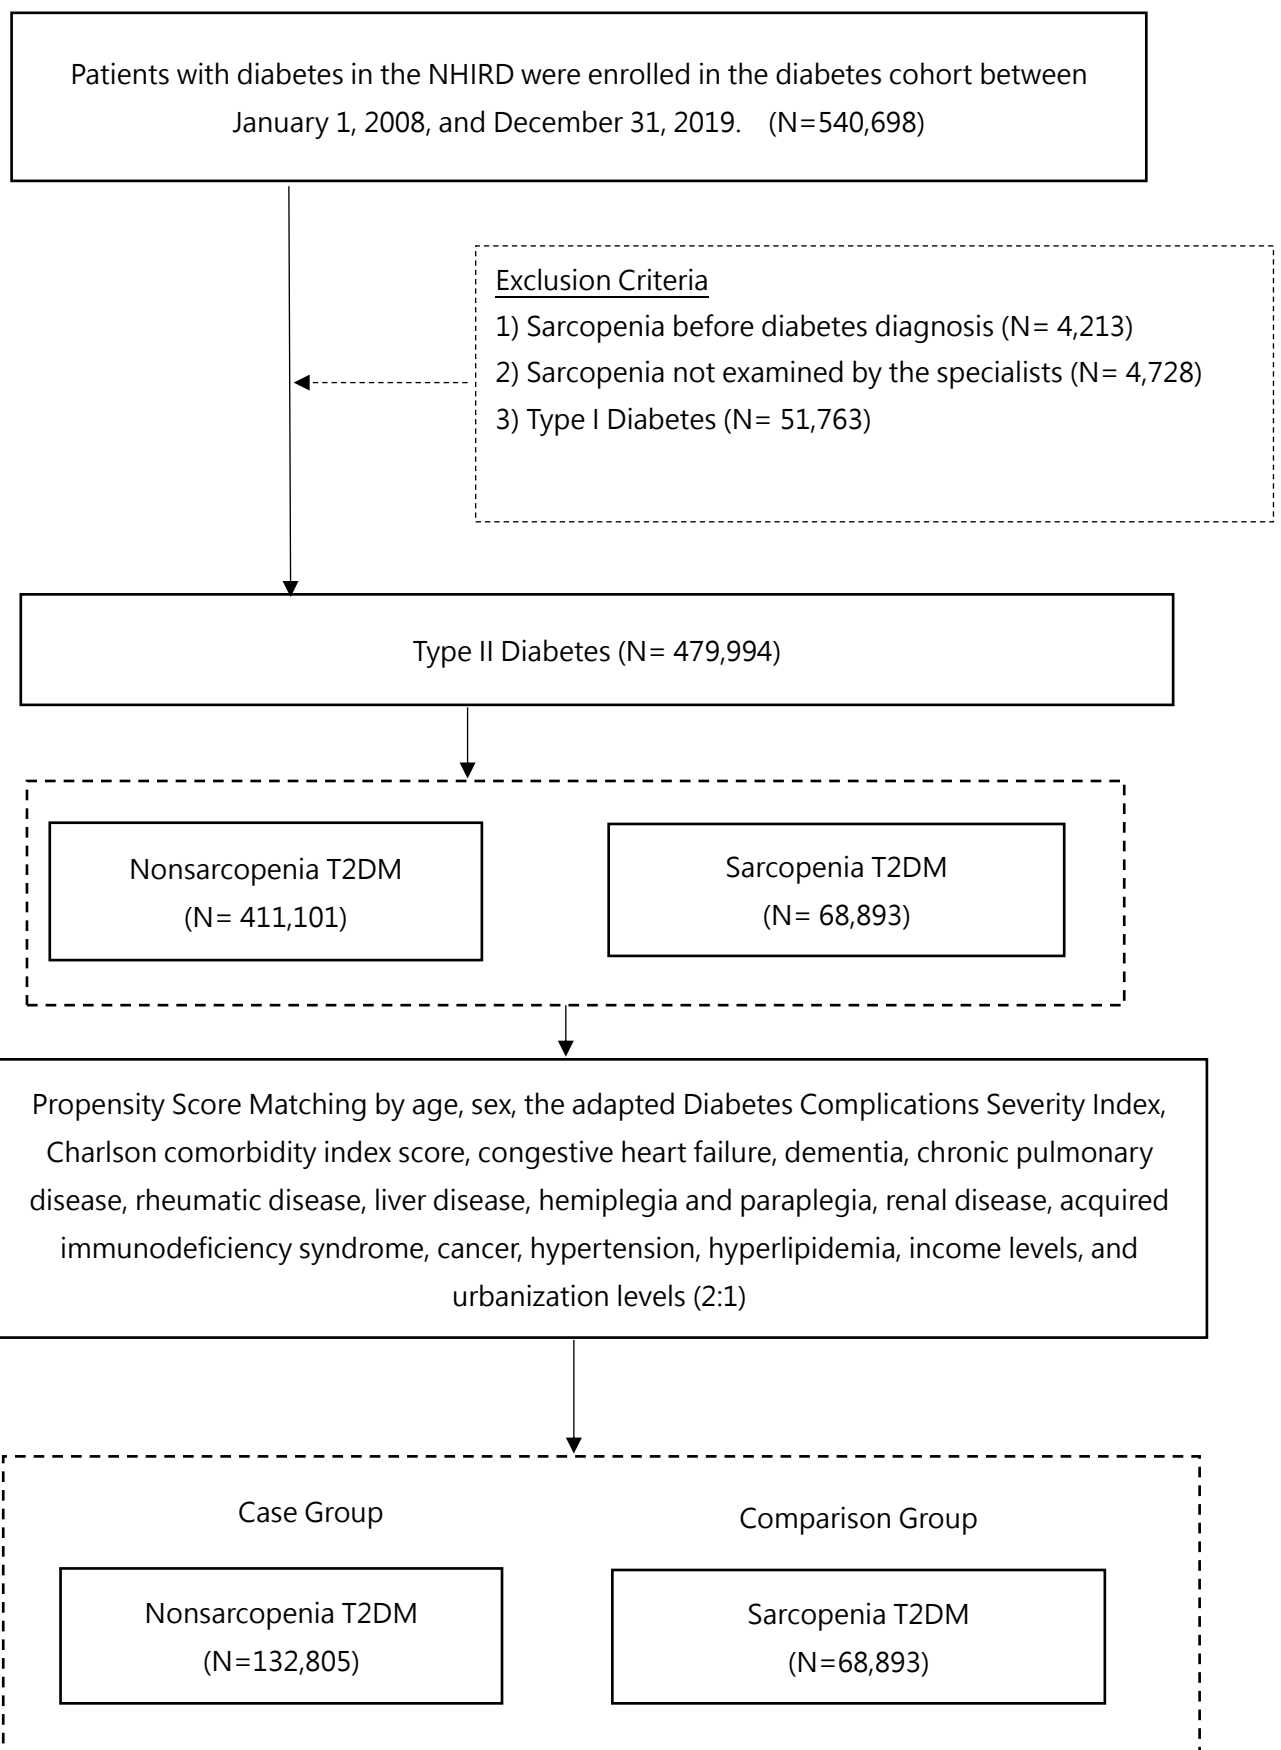 Patients with diabetes in the NHIRD were enrolled in the diabetes cohort between
January 1, 2008, and December 31, 2019. (N=540,698)
Exclusion Criteria
1) Sarcopenia before diabetes diagnosis (N= 4,213)
2) Sarcopenia not examined by the specialists (N= 4,728)
3) Type I Diabetes (N= 51,763)
Type II Diabetes (N= 479,994)
Nonsarcopenia T2DM
(N= 411,101)
Sarcopenia T2DM
(N= 68,893)
Propensity Score Matching by age, sex, the adapted Diabetes Complications Severity Index,
Charlson comorbidity index score, congestive heart failure, dementia, chronic pulmonary
disease, rheumatic disease, liver disease, hemiplegia and paraplegia, renal disease, acquired
immunodeficiency syndrome, cancer, hypertension, hyperlipidemia, income levels, and
urbanization levels (2:1)
Case Group
Nonsarcopenia T2DM
(N=132,805)
Comparison Group
Sarcopenia T2DM
(N=68,893)